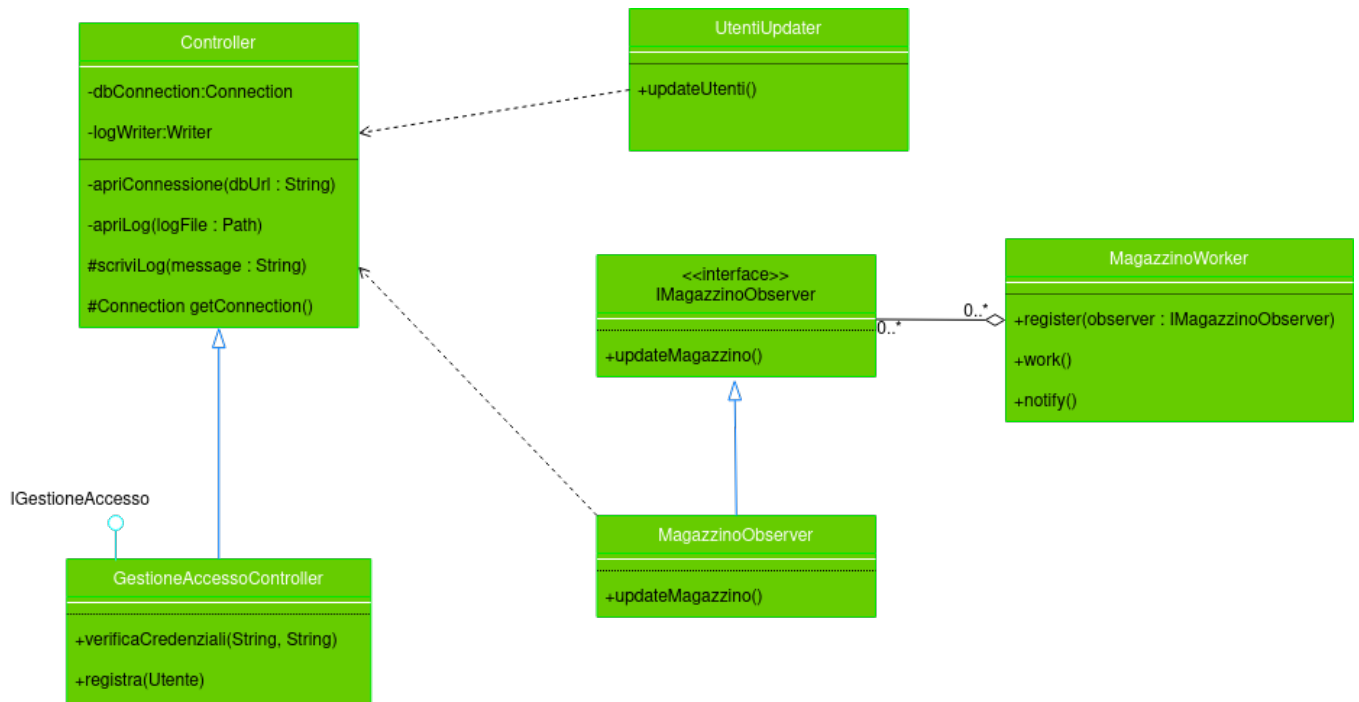 Controller
-dbConnection:Connection
-logWriter:Writer
-apriConnessione(dbUrl : String)
-apriLog(logFile : Path)
#scriviLog(message : String)
#Connection getConnection()
UtentiUpdater
+updateUtenti()
<<interface>>
IMagazzinoObserver
+updateMagazzino()
0..*
0..*
MagazzinoWorker
+register(observer : IMagazzinoObserver)
+work()
+notify()
IGestioneAccesso
GestioneAccessoController
+verificaCredenziali(String, String)
+registra(Utente)
MagazzinoObserver
+updateMagazzino()